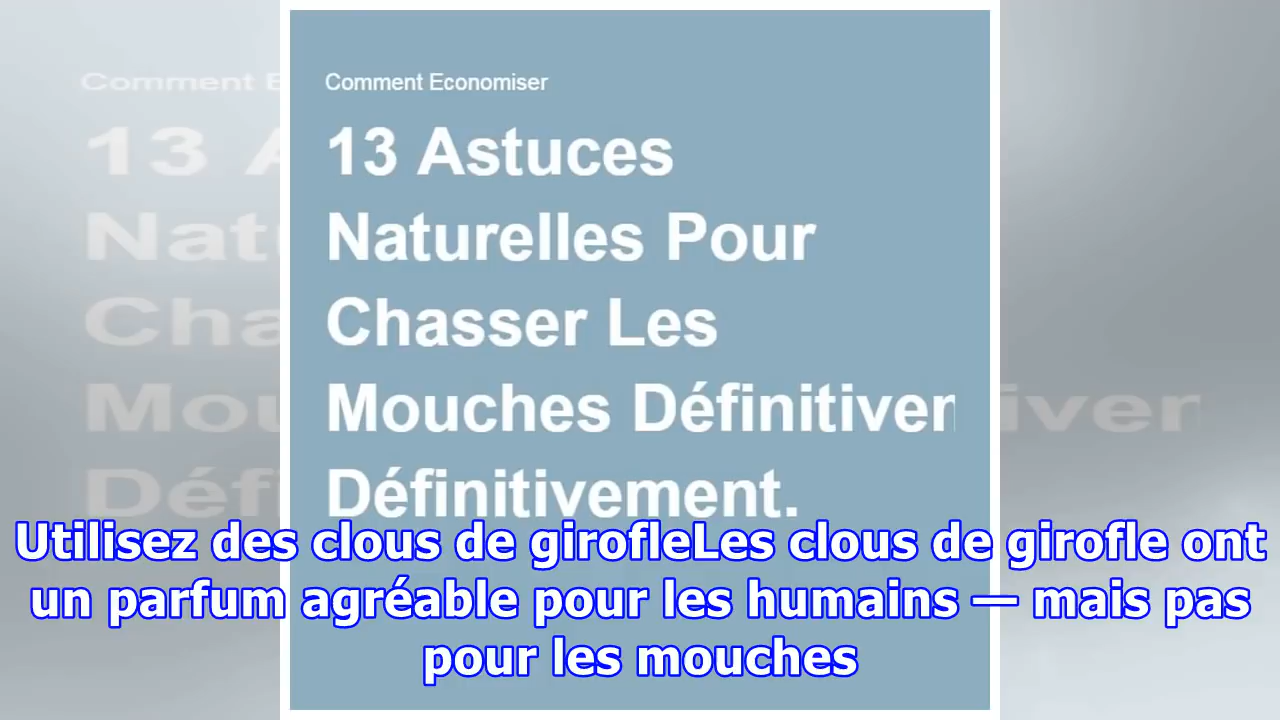 Comment Economiser
13 Astuces
Naturelles Pour
Chasser Les
Mouches Définitiver
Définitivement.
Utilisez des clous de girofleLes clous de girofle ont
un parfum agréable pour les humains — mais pas
pour les mouches